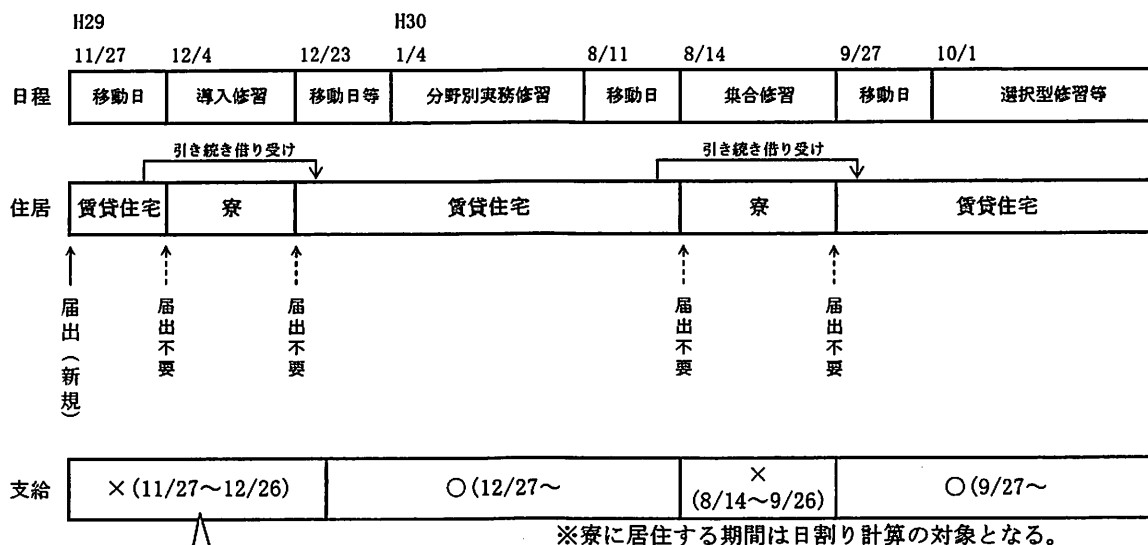 H29 H30
11/27 12/4 12/23 1/4 8/11 8/14 9/27 10/1
日程 移動日 導入修習 移動日等 分野別実務修習 移動日 集合修習 移動日 選択型修習等
引き続き借り受け 引き続き借り受け
住居 賃貸住宅 寮 賃貸住宅 寮 賃貸住宅
届出(新規) 届出不要 届出不要 届出不要 届出不要
支給 ×(11/27~12/26) ○(12/27~ × (8/14~9/26) ○(9/27~
※寮に居住する期間は日割り計算の対象となる。